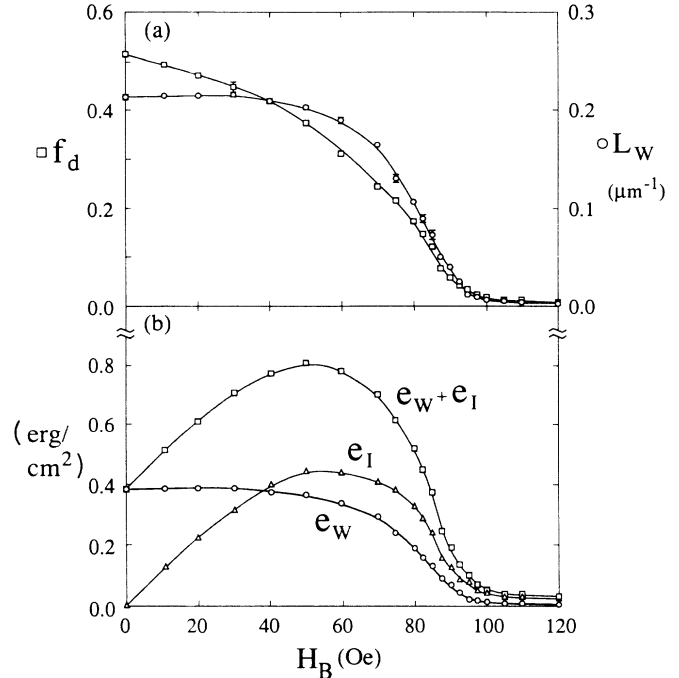 0.6
(a)
0.3
0.4
0.2
□ f_d
○ L_W
(μm⁻¹)
0.2
0.1
0.0
0.0
(b)
0.8
e_W + e_I
(erg/
cm²)
e_I
0.4
e_W
0.2
0.0
0 20 40 60 80 100 120
H_B (Oe)